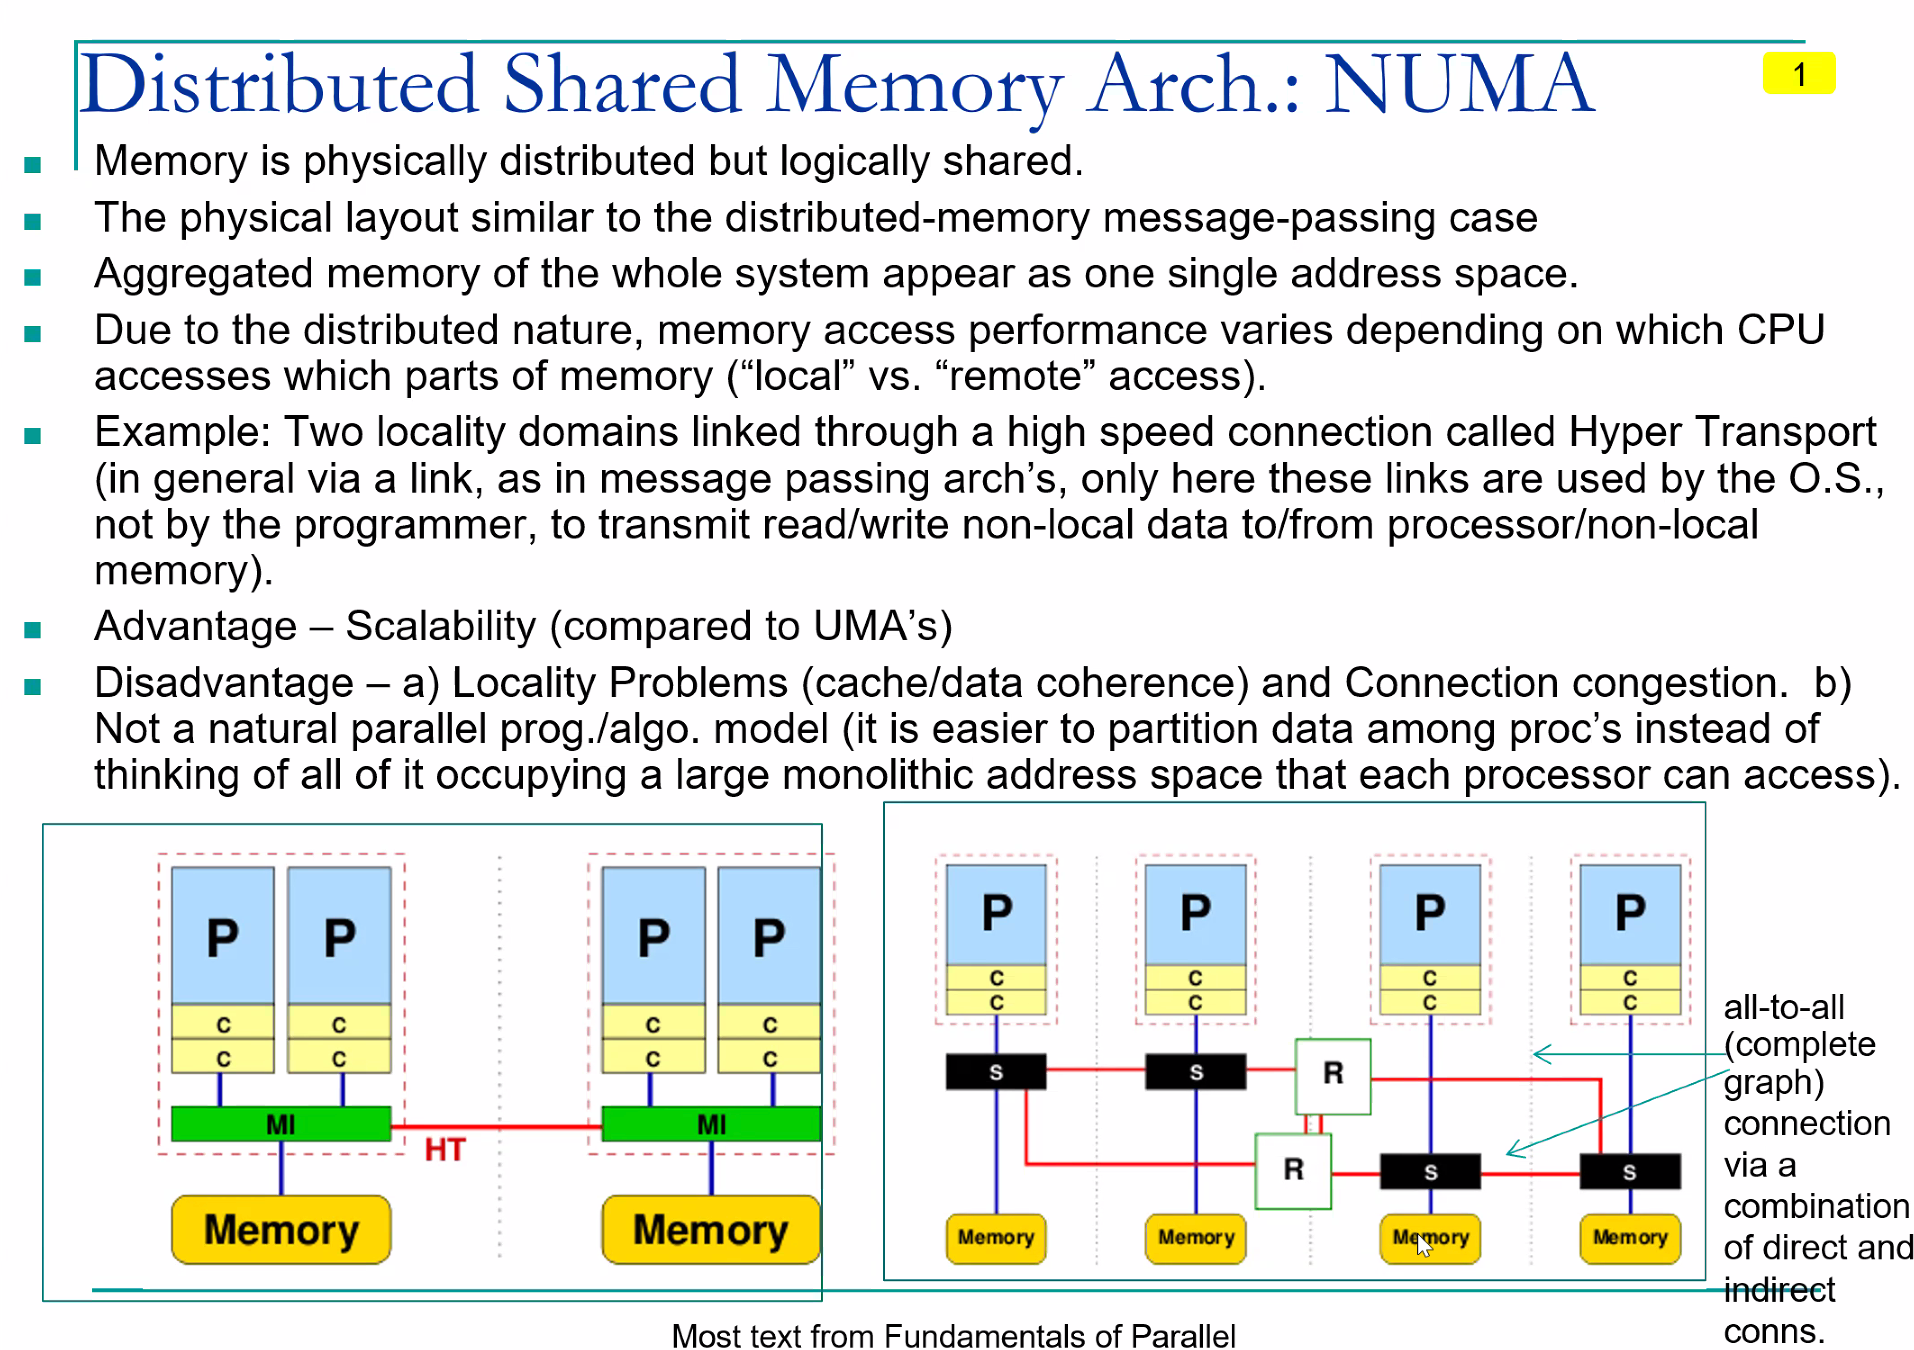 Distributed Shared Memory Arch.: NUMA
1
Memory is physically distributed but logically shared.
The physical layout similar to the distributed-memory message-passing case
Aggregated memory of the whole system appear as one single address space.
Due to the distributed nature, memory access performance varies depending on which CPU
accesses which parts of memory (“local” vs. “remote” access).
Example: Two locality domains linked through a high speed connection called Hyper Transport
(in general via a link, as in message passing arch’s, only here these links are used by the O.S.,
not by the programmer, to transmit read/write non-local data to/from processor/non-local
memory).
Advantage – Scalability (compared to UMA’s)
Disadvantage – a) Locality Problems (cache/data coherence) and Connection congestion. b)
Not a natural parallel prog./algo. model (it is easier to partition data among proc’s instead of
thinking of all of it occupying a large monolithic address space that each processor can access).
P P P P
C C C C
C C C C
MI MI
HT
Memory Memory
P P P P
C C C C
C C C C
S S R
R S S
Memory Memory Memory Memory
all-to-all
(complete
graph)
connection
via a
combination
of direct and
indirect
conns.
Most text from Fundamentals of Parallel